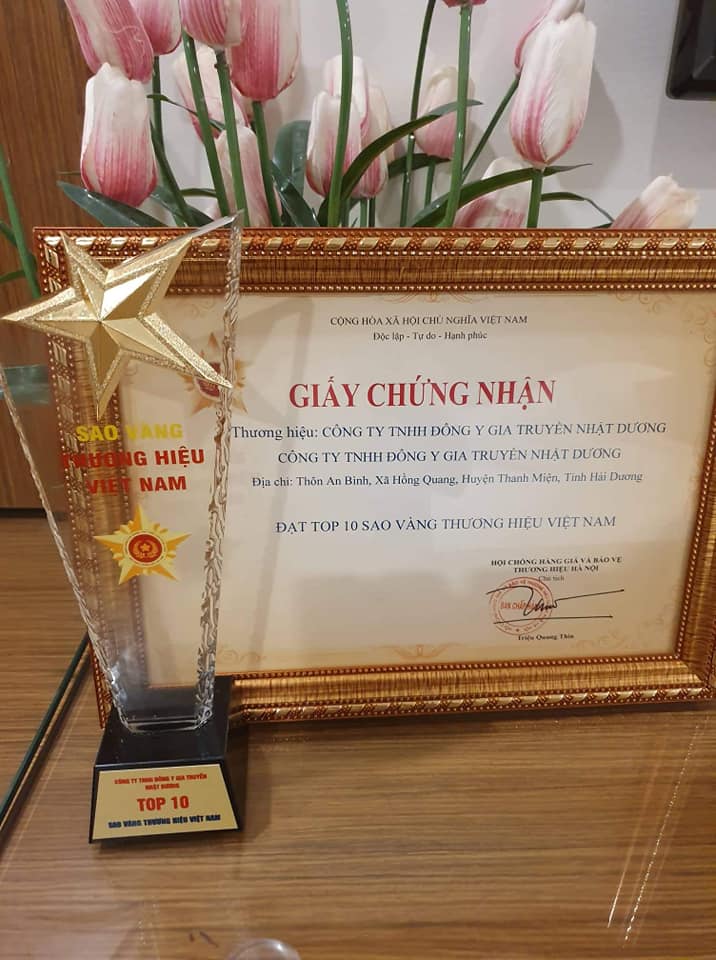 CỘNG HÒA XÃ HỘI CHỦ NGHĨA VIỆT NAM
Độc lập - Tự do - Hạnh phúc
GIẤY CHỨNG NHẬN
Thương hiệu: CÔNG TY TNHH ĐÔNG Y GIA TRUYỀN NHẬT DƯƠNG
CÔNG TY TNHH ĐÔNG Y GIA TRUYỀN NHẬT DƯƠNG
Địa chỉ: Thôn An Bình, Xã Hồng Quang, Huyện Thanh Miện, Tỉnh Hải Dương
ĐẠT TOP 10 SAO VÀNG THƯƠNG HIỆU VIỆT NAM
HỘI CHỐNG HÀNG GIẢ VÀ BẢO VỆ
THƯƠNG HIỆU HÀ NỘI
Chủ tịch
BAN CHẤP
Triệu Quang Thìn
SAO VÀNG
THƯƠNG HIỆU
VIỆT NAM
CÔNG TY TNHH ĐÔNG Y GIA TRUYỀN
NHẬT DƯƠNG
TOP 10
SAO VÀNG THƯƠNG HIỆU VIỆT NAM